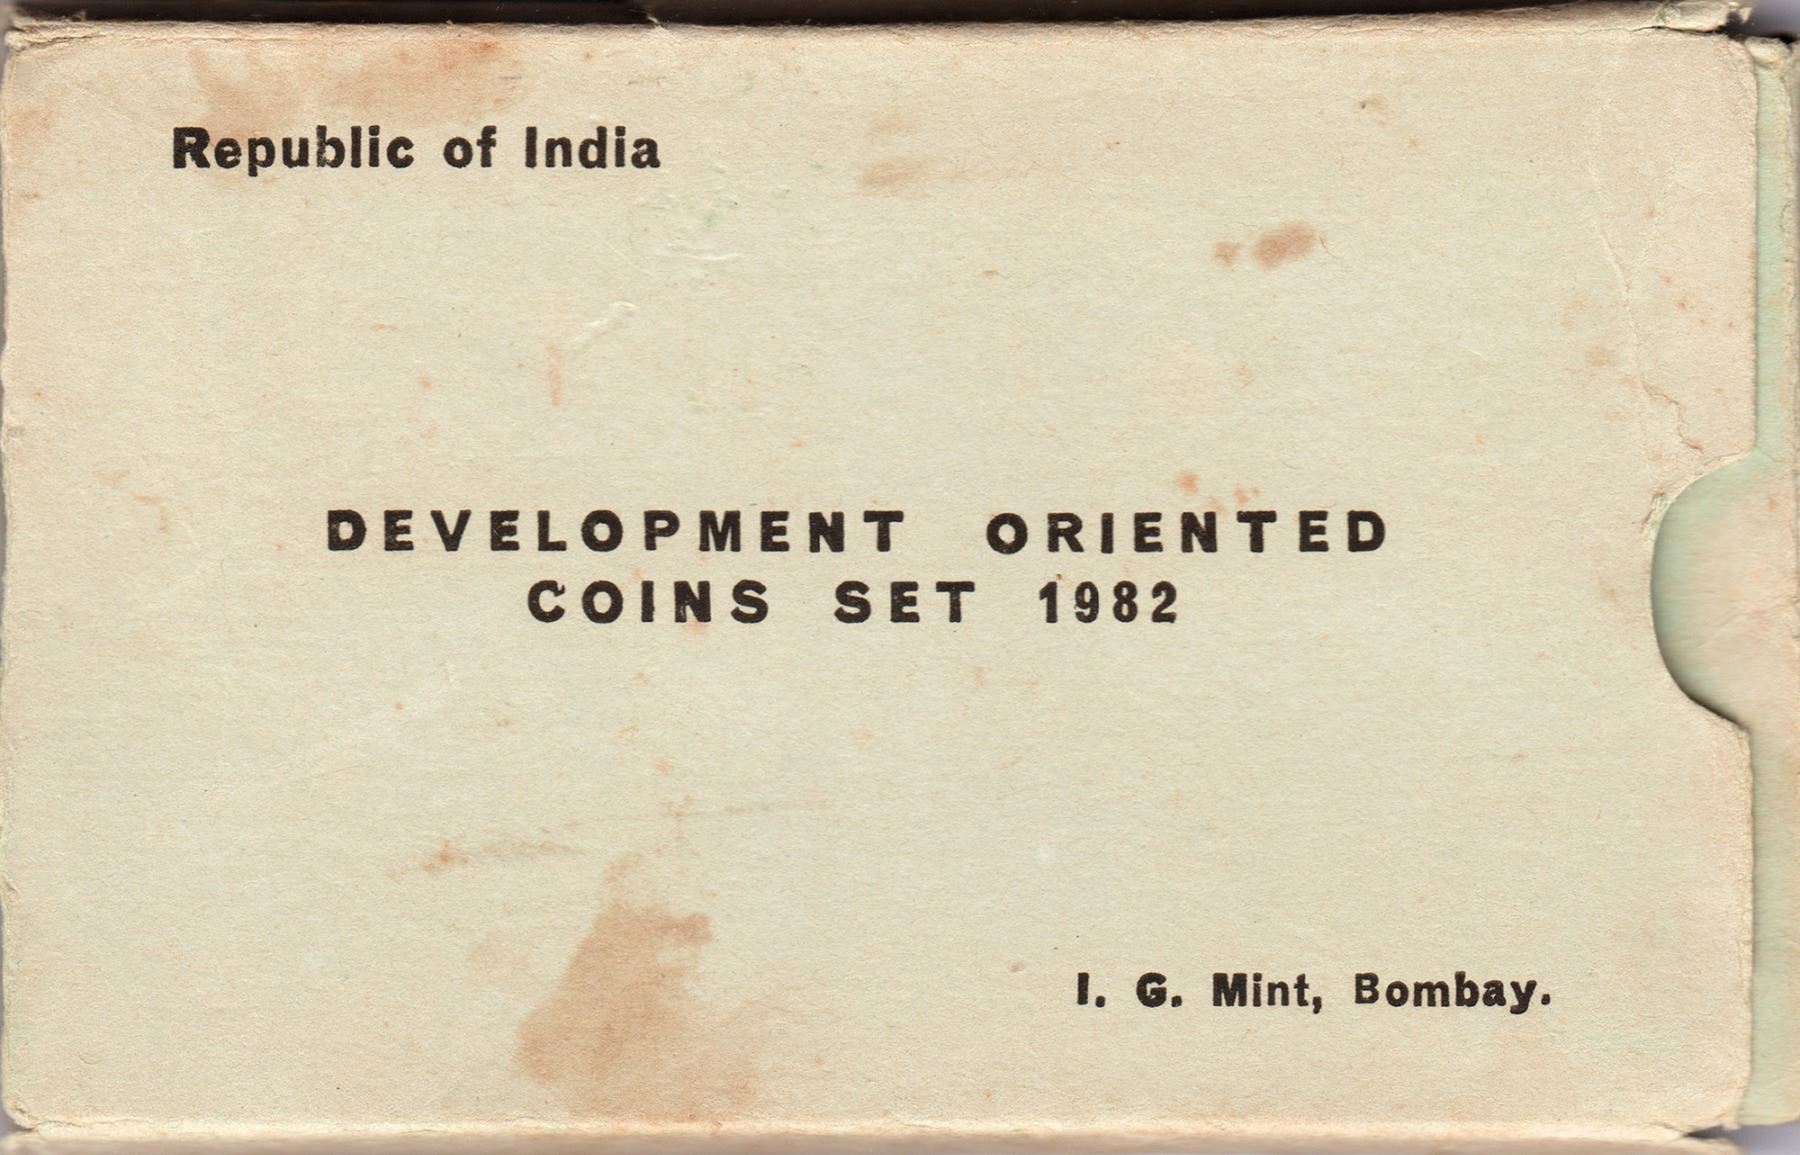 Republic of India
DEVELOPMENT ORIENTED
COINS SET 1982
I. G. Mint, Bombay.